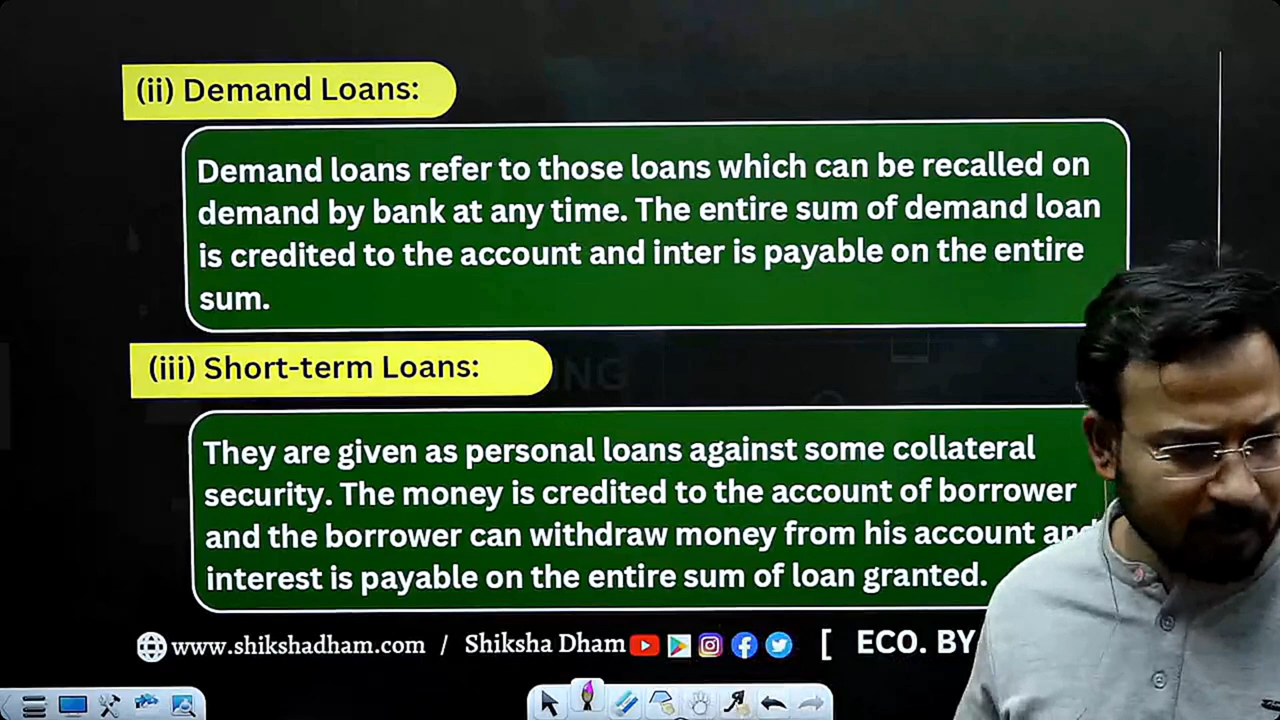 (ii) Demand Loans:
Demand loans refer to those loans which can be recalled on
demand by bank at any time. The entire sum of demand loan
is credited to the account and inter is payable on the entire
sum.
(iii) Short-term Loans:
They are given as personal loans against some collateral
security. The money is credited to the account of borrower
and the borrower can withdraw money from his account and
interest is payable on the entire sum of loan granted.
www.shikshadham.com / Shiksha Dham [ ECO. BY